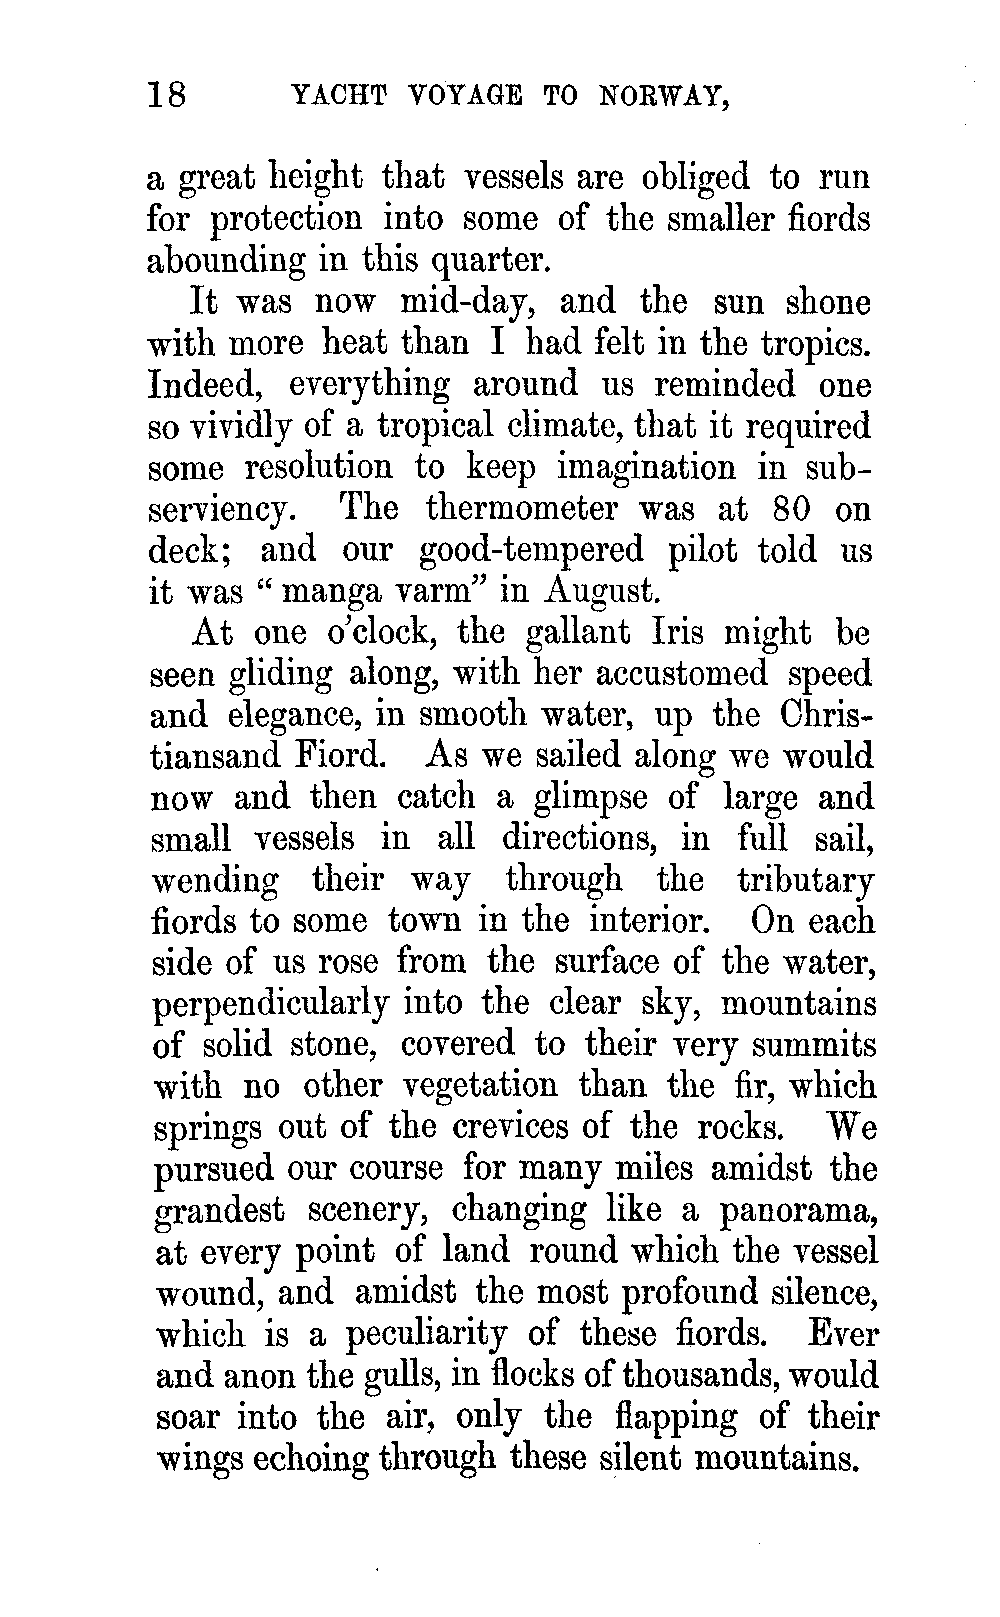 18 YACHT VOYAGE TO NORWAY,
a great height that vessels are obliged to run
for protection into some of the smaller fiords
abounding in this quarter.
It was now mid-day, and the sun shone
with more heat than I had felt in the tropics.
Indeed, everything around us reminded one
so vividly of a tropical climate, that it required
some resolution to keep imagination in sub-
serviency. The thermometer was at 80 on
deck; and our good-tempered pilot told us
it was “ manga varm” in August.
At one o’clock, the gallant Iris might be
seen gliding along, with her accustomed speed
and elegance, in smooth water, up the Chris-
tiansand Fiord. As we sailed along we would
now and then catch a glimpse of large and
small vessels in all directions, in full sail,
wending their way through the tributary
fiords to some town in the interior. On each
side of us rose from the surface of the water,
perpendicularly into the clear sky, mountains
of solid stone, covered to their very summits
with no other vegetation than the fir, which
springs out of the crevices of the rocks. We
pursued our course for many miles amidst the
grandest scenery, changing like a panorama,
at every point of land round which the vessel
wound, and amidst the most profound silence,
which is a peculiarity of these fiords. Ever
and anon the gulls, in flocks of thousands, would
soar into the air, only the flapping of their
wings echoing through these silent mountains.